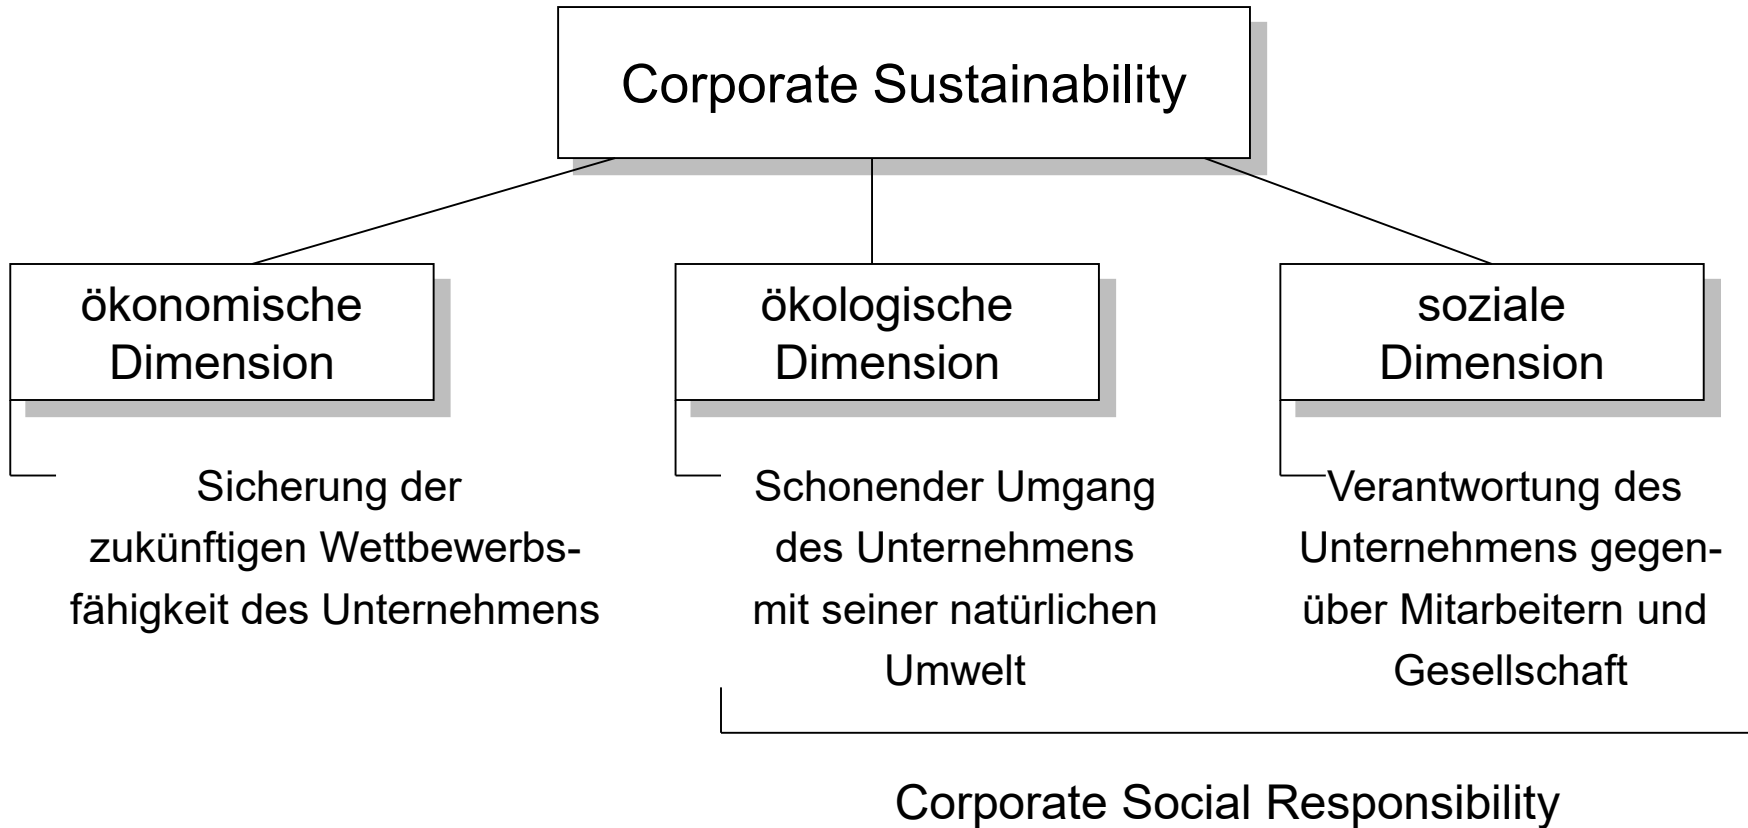 Corporate Sustainability
ökonomische
Dimension
Sicherung der
zukünftigen Wettbewerbs-
fähigkeit des Unternehmens
ökologische
Dimension
Schonender Umgang
des Unternehmens
mit seiner natürlichen
Umwelt
soziale
Dimension
Verantwortung des
Unternehmens gegen-
über Mitarbeitern und
Gesellschaft
Corporate Social Responsibility